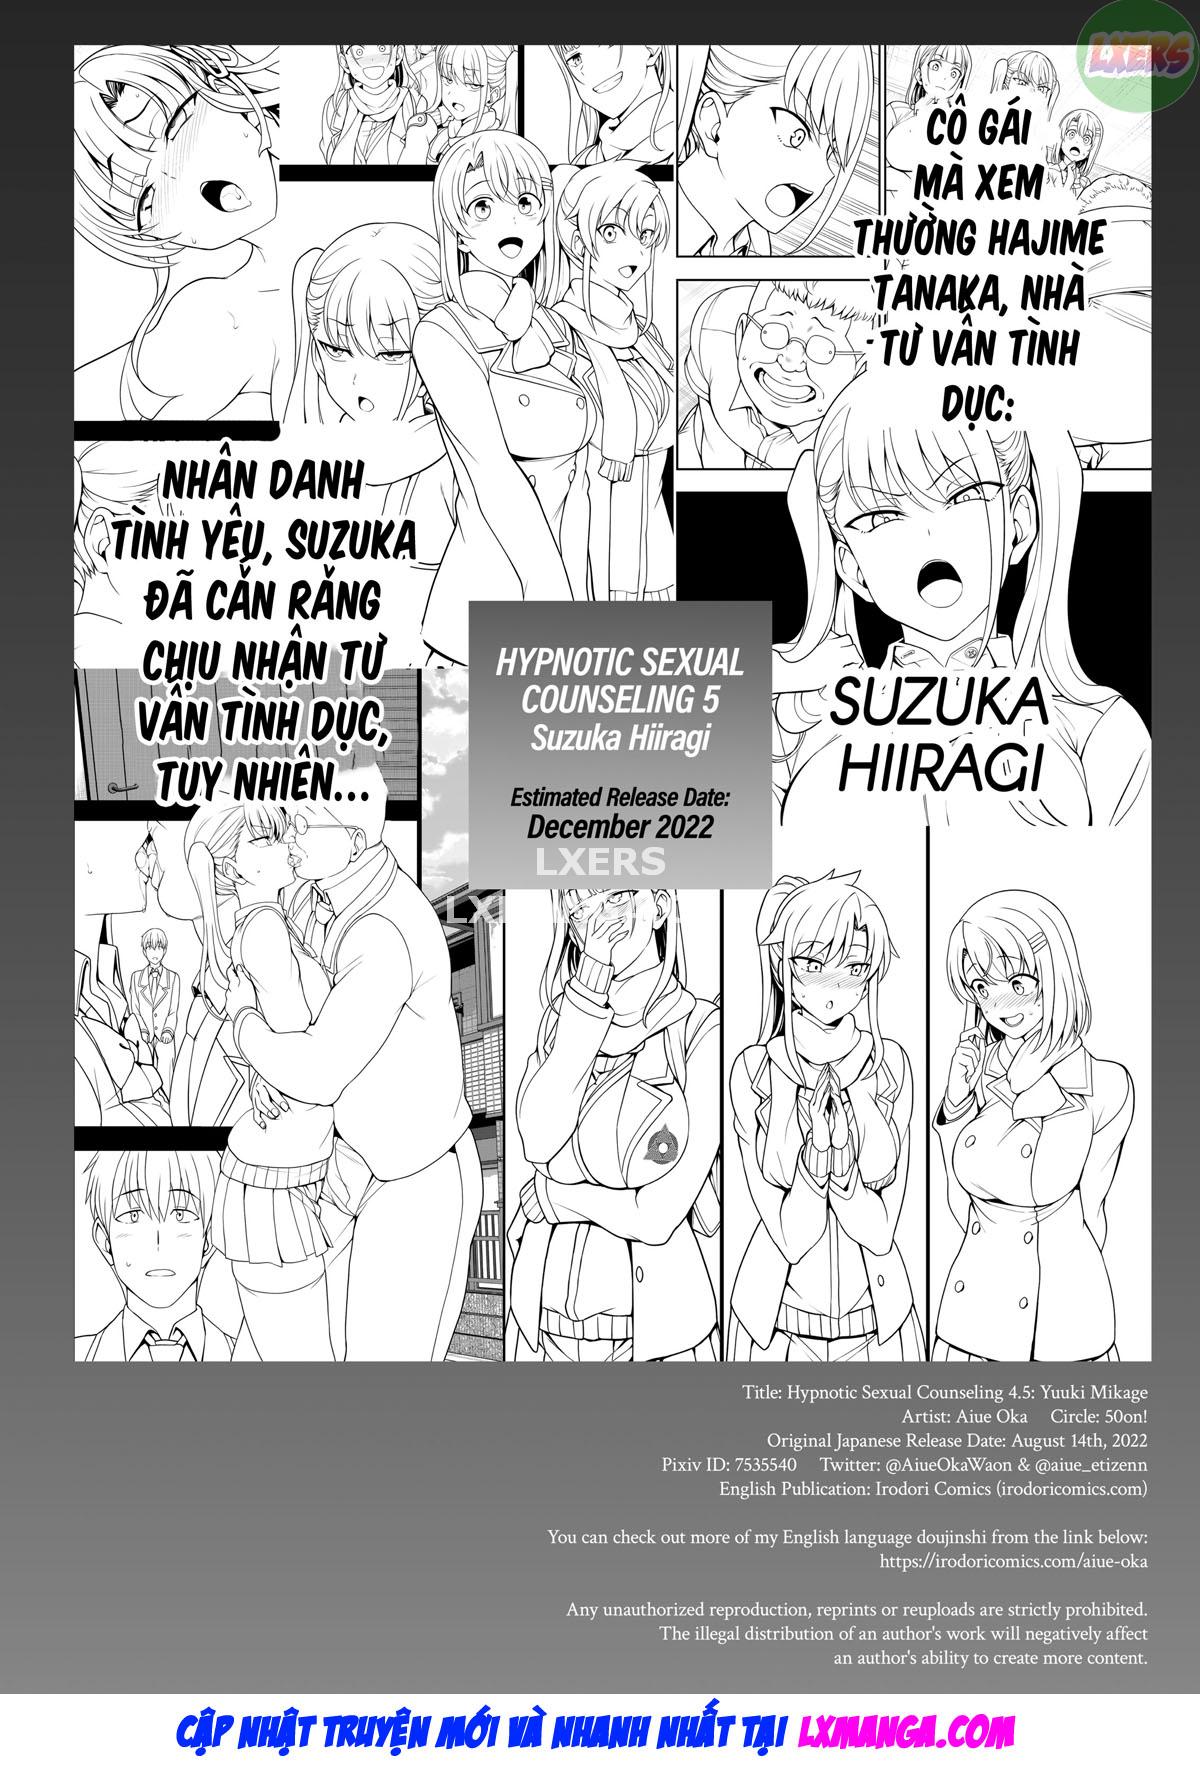 LXERS
CÔ GÁI
MÀ XEM
THƯỜNG HAJIME
TANAKA, NHÀ
TƯ VẤN TÌNH
DỤC:
SUZUKA
HIIRAGI
NHÂN DANH
TÌNH YÊU, SUZUKA
ĐÃ CẮN RĂNG
CHỊU NHẬN TƯ
VẤN TÌNH DỤC,
TUY NHIÊN...
HYPNOTIC SEXUAL
COUNSELING 5
Suzuka Hiiragi
Estimated Release Date:
December 2022
LXERS
Title: Hypnotic Sexual Counseling 4.5: Yuuki Mikage
Artist: Aiue Oka Circle: 50on!
Original Japanese Release Date: August 14th, 2022
Pixiv ID: 7535540 Twitter: @AiueOkaWaon & @aiue_etizenn
English Publication: Irodori Comics (irodoricomics.com)
You can check out more of my English language doujinshi from the link below:
https://irodoricomics.com/aiue-oka
Any unauthorized reproduction, reprints or reuploads are strictly prohibited.
The illegal distribution of an author's work will negatively affect
an author's ability to create more content.
CẬP NHẬT TRUYỆN MỚI VÀ NHANH NHẤT TẠI LXMANGA.COM